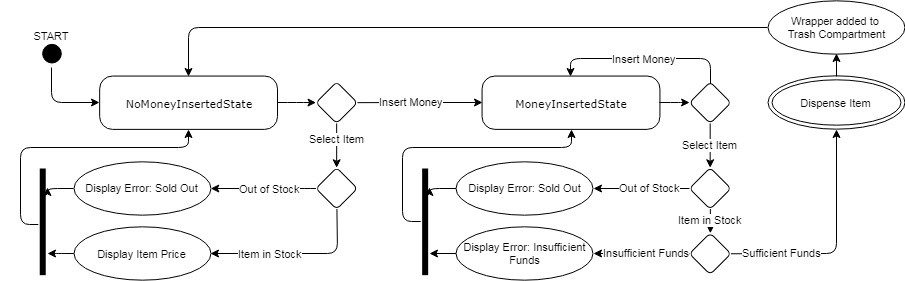 START
NoMoneyInsertedState
Insert Money
Select Item
Display Error: Sold Out
Out of Stock
Display Item Price
Item in Stock
MoneyInsertedState
Insert Money
Select Item
Display Error: Sold Out
Out of Stock
Item in Stock
Display Error: Insufficient
Funds
Insufficient Funds
Sufficient Funds
Dispense Item
Wrapper added to
Trash Compartment